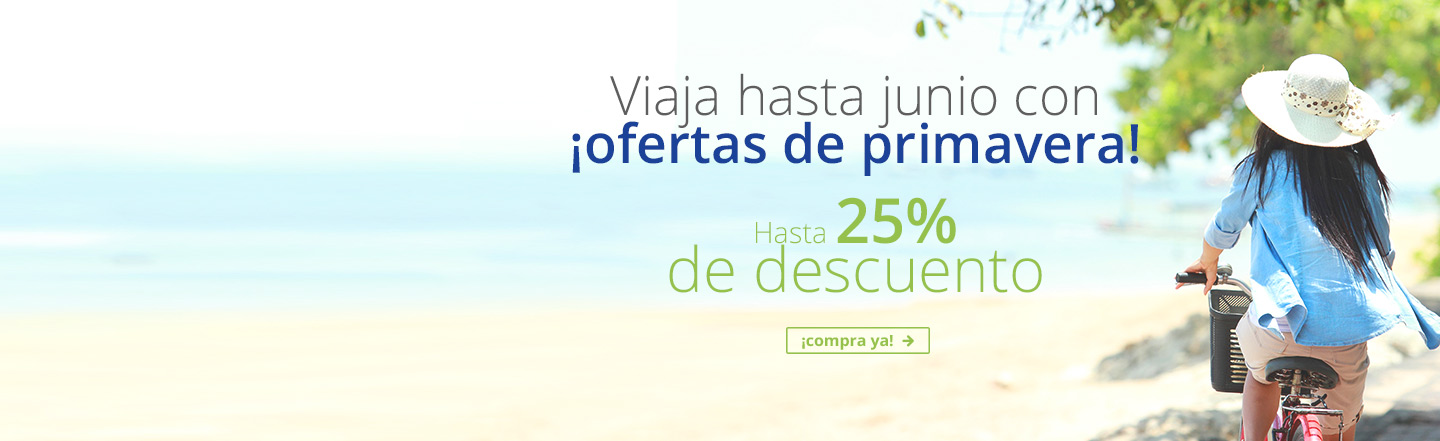 Viaja hasta junio con
¡ofertas de primavera!
Hasta 25%
de descuento
¡compra ya! →